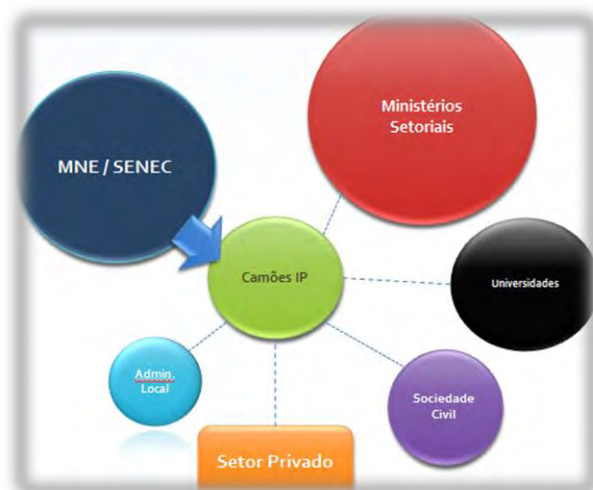 Ministérios
Setoriais
MNE / SENEC
Camões IP
Universidades
Admin.
Local
Sociedade
Civil
Setor Privado